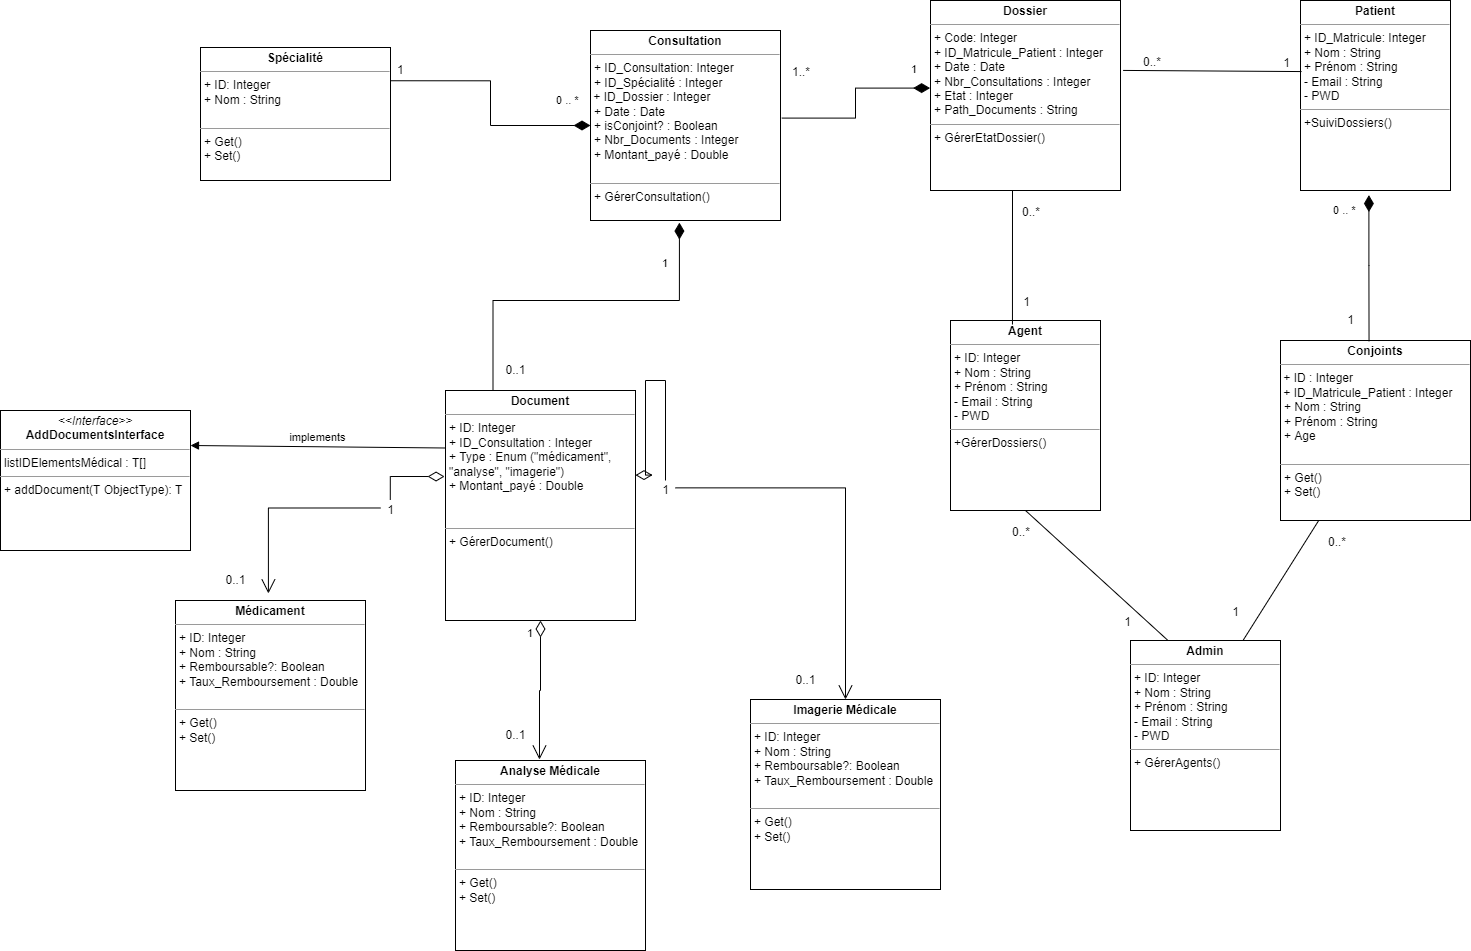 Spécialité
+ ID: Integer
+ Nom : String
+ Get()
+ Set()
1
0 .. *
Consultation
+ ID_Consultation: Integer
+ ID_Spécialité : Integer
+ ID_Dossier : Integer
+ Date : Date
+ isConjoint? : Boolean
+ Nbr_Documents : Integer
+ Montant_payé : Double
+ GérerConsultation()
1..*
1
Dossier
+ Code: Integer
+ ID_Matricule_Patient : Integer
+ Date : Date
+ Nbr_Consultations : Integer
+ Etat : Integer
+ Path_Documents : String
+ GérerEtatDossier()
0..*
1
Patient
+ ID_Matricule: Integer
+ Nom : String
+ Prénom : String
- Email : String
- PWD
+SuiviDossiers()
0 .. *
1
0..*
1
1
0..1
Agent
+ ID: Integer
+ Nom : String
+ Prénom : String
- Email : String
- PWD
+GérerDossiers()
Conjoints
+ ID : Integer
+ ID_Matricule_Patient : Integer
+ Nom : String
+ Prénom : String
+ Age
+ Get()
+ Set()
<<Interface>>
AddDocumentsInterface
listIDElementsMédical : T[]
+ addDocument(T ObjectType): T
implements
Document
+ ID: Integer
+ ID_Consultation : Integer
+ Type : Enum ("médicament",
"analyse", "imagerie")
+ Montant_payé : Double
+ GérerDocument()
1
0..1
1
0..1
1
0..1
0..*
1
0..*
1
Médicament
+ ID: Integer
+ Nom : String
+ Remboursable?: Boolean
+ Taux_Remboursement : Double
+ Get()
+ Set()
Analyse Médicale
+ ID: Integer
+ Nom : String
+ Remboursable?: Boolean
+ Taux_Remboursement : Double
+ Get()
+ Set()
Imagerie Médicale
+ ID: Integer
+ Nom : String
+ Remboursable?: Boolean
+ Taux_Remboursement : Double
+ Get()
+ Set()
Admin
+ ID: Integer
+ Nom : String
+ Prénom : String
- Email : String
- PWD
+ GérerAgents()